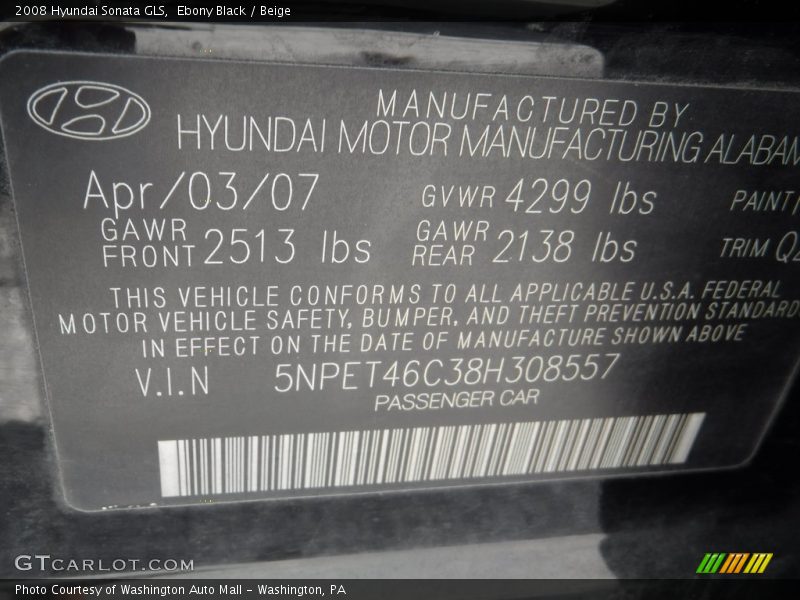 2008 Hyundai Sonata GLS,  Ebony Black / Beige
MANUFACTURED BY
HYUNDAI MOTOR MANUFACTURING ALABAM
Apr/03/07 GVWR 4299 lbs PAINT/
GAWR FRONT 2513 lbs GAWR REAR 2138 lbs TRIM QZ
THIS VEHICLE CONFORMS TO ALL APPLICABLE U.S.A. FEDERAL
MOTOR VEHICLE SAFETY, BUMPER, AND THEFT PREVENTION STANDARD
IN EFFECT ON THE DATE OF MANUFACTURE SHOWN ABOVE
V.I.N 5NPET46C38H308557
PASSENGER CAR
GTCARLOT.COM
Photo Courtesy of Washington Auto Mall - Washington, PA